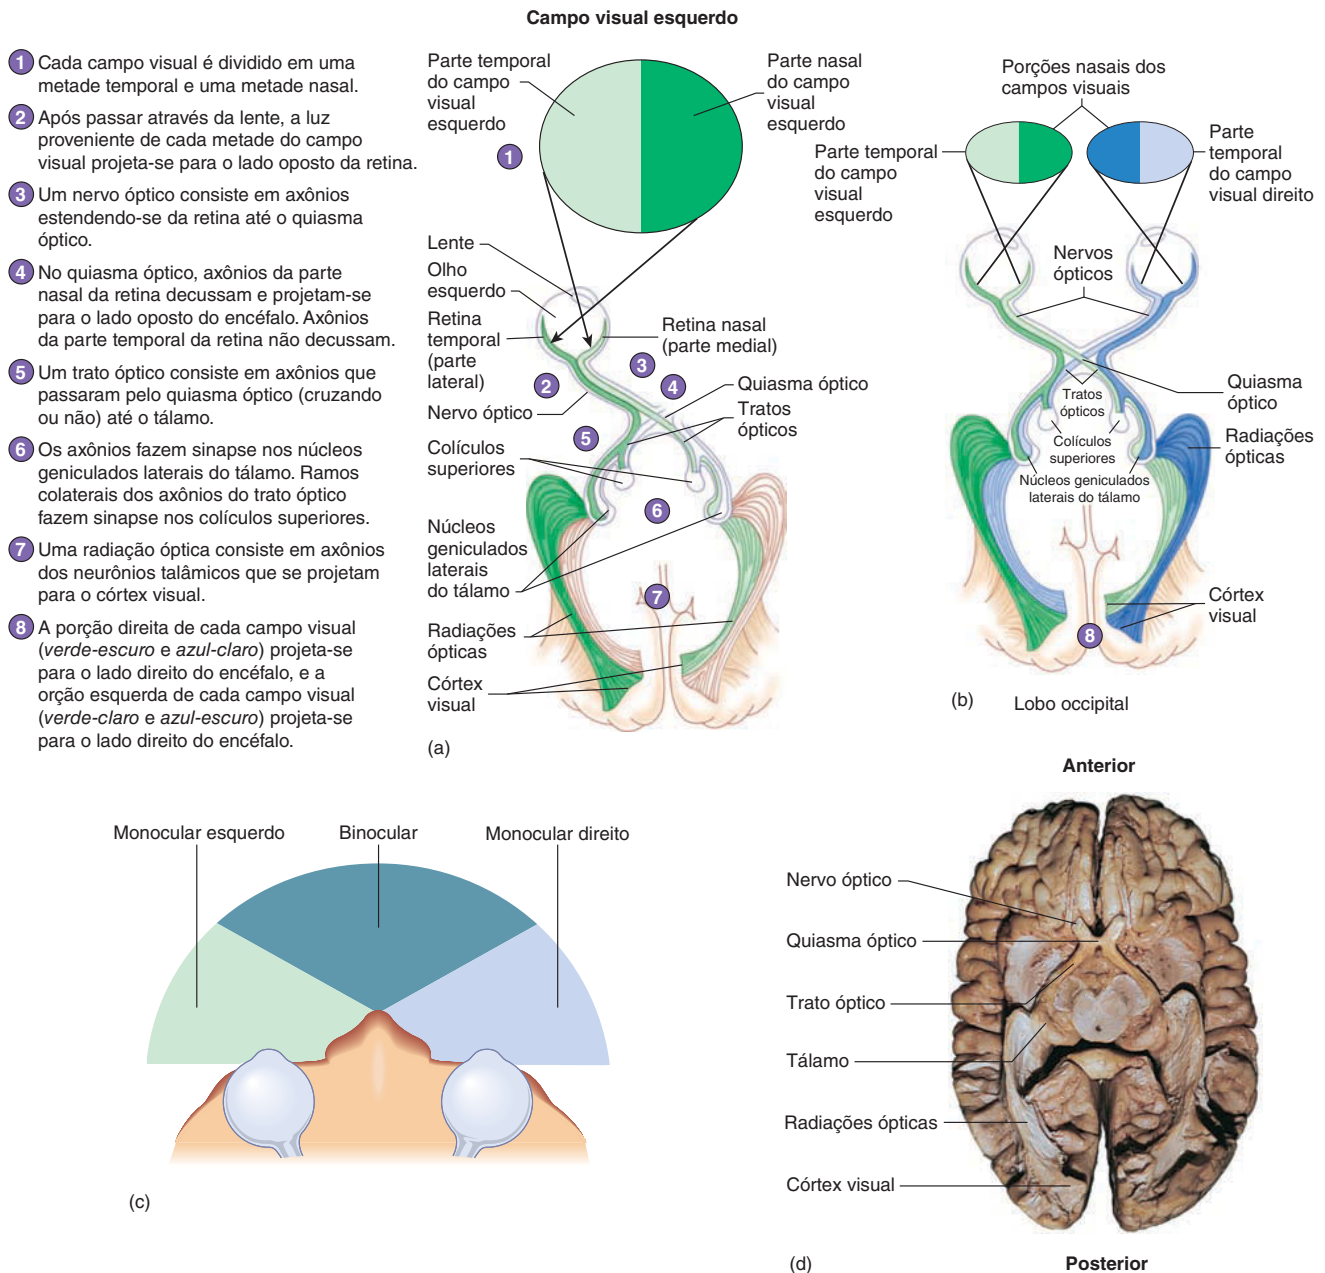 Campo visual esquerdo
1 Cada campo visual é dividido em uma
metade temporal e uma metade nasal.
2 Após passar através da lente, a luz
proveniente de cada metade do campo
visual projeta-se para o lado oposto da retina.
3 Um nervo óptico consiste em axônios
estendendo-se da retina até o quiasma
óptico.
4 No quiasma óptico, axônios da parte
nasal da retina decussam e projetam-se
para o lado oposto do encéfalo. Axônios
da parte temporal da retina não decussam.
5 Um trato óptico consiste em axônios que
passaram pelo quiasma óptico (cruzando
ou não) até o tálamo.
6 Os axônios fazem sinapse nos núcleos
geniculados laterais do tálamo. Ramos
colaterais dos axônios do trato óptico
fazem sinapse nos colículos superiores.
7 Uma radiação óptica consiste em axônios
dos neurônios talâmicos que se projetam
para o córtex visual.
8 A porção direita de cada campo visual
(verde-escuro e azul-claro) projeta-se
para o lado direito do encéfalo, e a
orção esquerda de cada campo visual
(verde-claro e azul-escuro) projeta-se
para o lado direito do encéfalo.
Parte temporal
do campo
visual
esquerdo
Parte nasal
do campo
visual
esquerdo
1
Lente
Olho
esquerdo
Retina
temporal
(parte
lateral)
Retina nasal
(parte medial)
3
2
4
Nervo óptico
Quiasma óptico
Tratos
ópticos
5
Colículos
superiores
6
Núcleos
geniculados
laterais
do tálamo
7
Radiações
ópticas
Córtex
visual
(a)
Porções nasais dos
campos visuais
Parte temporal
do campo
visual
esquerdo
Parte
temporal
do campo
visual direito
Nervos
ópticos
Quiasma
óptico
Tratos
ópticos
Colículos
superiores
Radiações
ópticas
Núcleos geniculados
laterais do tálamo
Córtex
visual
8
(b)
Lobo occipital
Monocular esquerdo
Binocular
Monocular direito
(c)
Anterior
Nervo óptico
Quiasma óptico
Trato óptico
Tálamo
Radiações ópticas
Córtex visual
(d)
Posterior